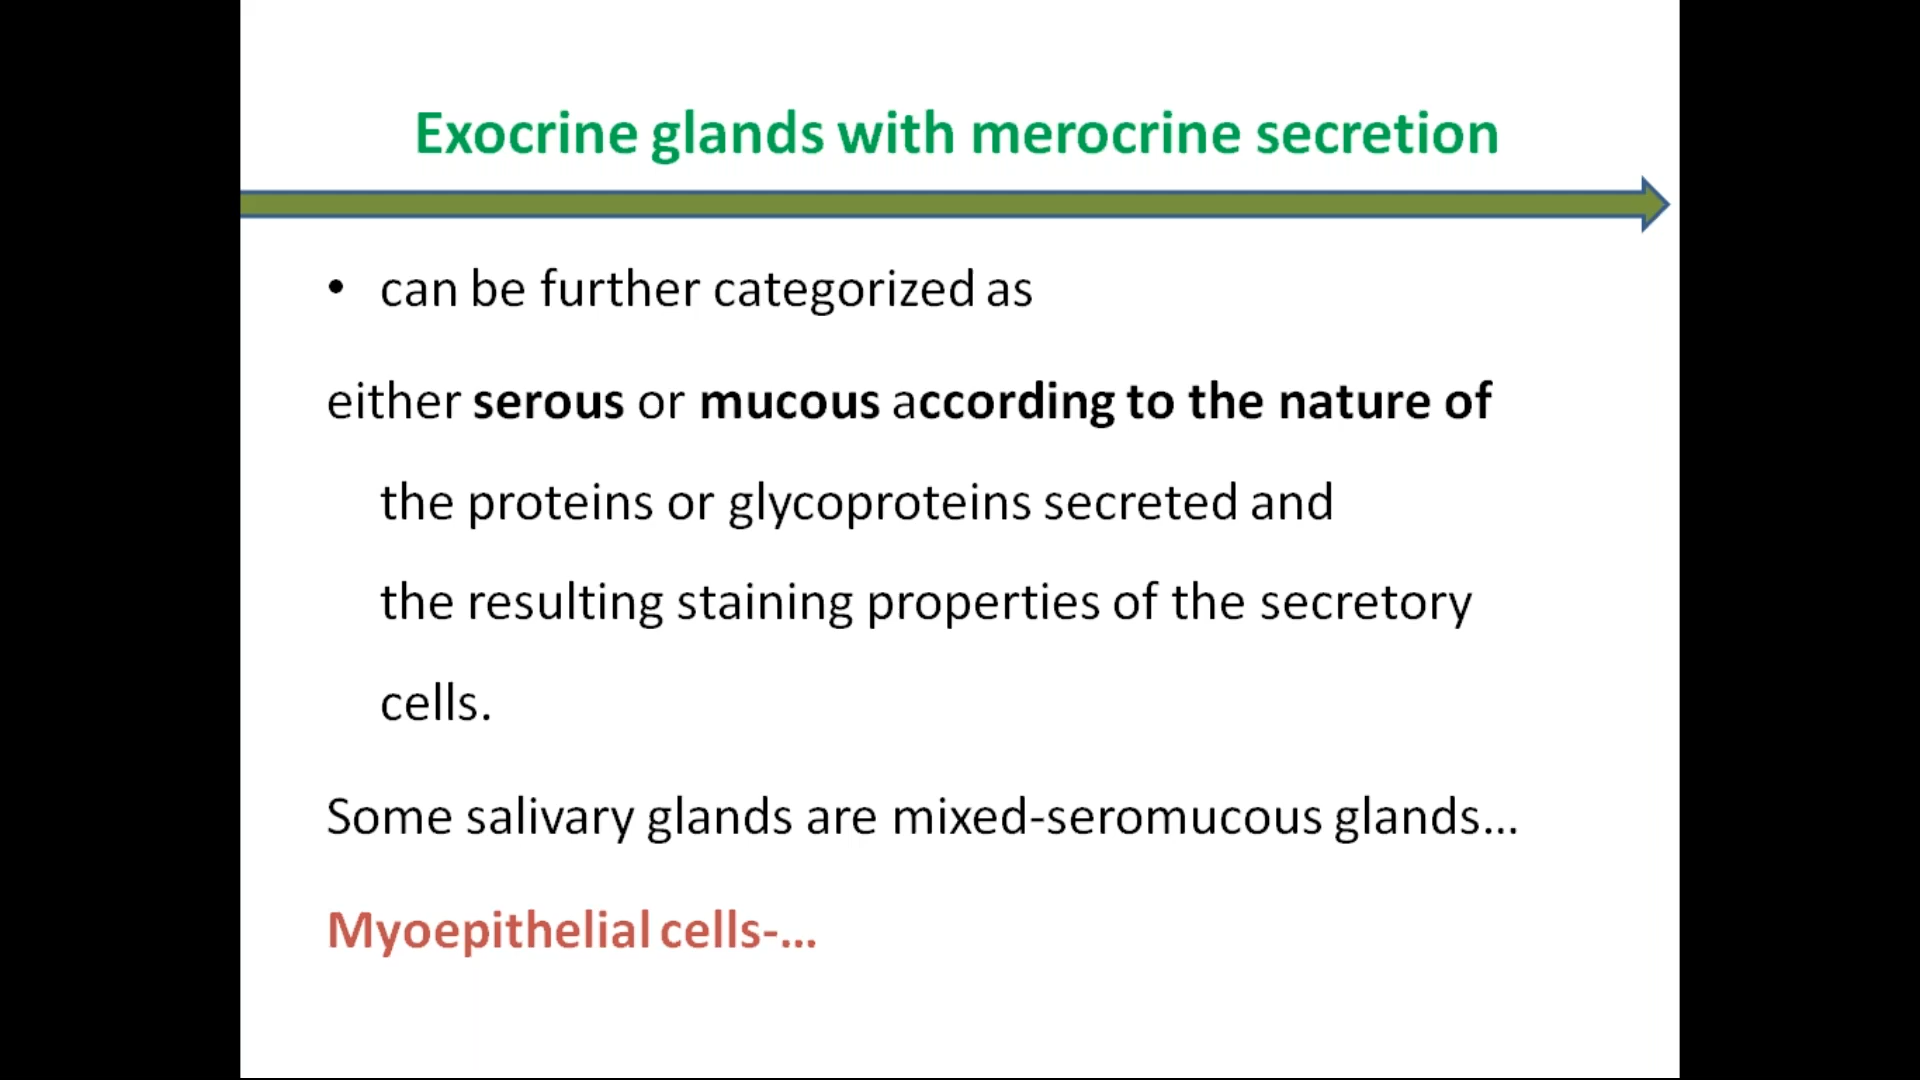 Exocrine glands with merocrine secretion
• can be further categorized as
either serous or mucous according to the nature of
the proteins or glycoproteins secreted and
the resulting staining properties of the secretory
cells.
Some salivary glands are mixed-seromucous glands...
Myoepithelial cells-...